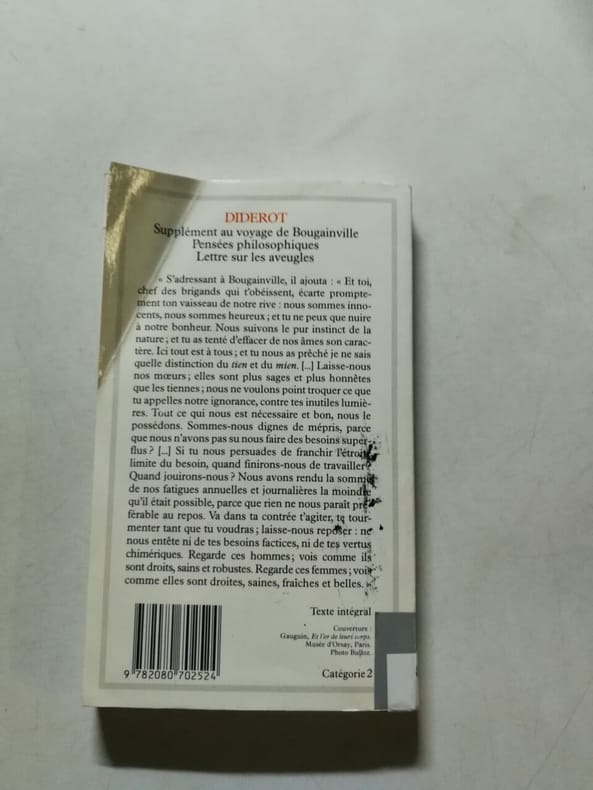 DIDEROT
Supplément au voyage de Bougainville
Pensées philosophiques
Lettre sur les aveugles
« S'adressant à Bougainville, il ajouta : « Et toi,
chef des brigands qui t'obéissent, écarte prompte-
ment ton vaisseau de notre rive : nous sommes inno-
cents, nous sommes heureux ; et tu ne peux que nuire
à notre bonheur. Nous suivons le pur instinct de la
nature ; et tu as tenté d'effacer de nos âmes son carac-
tère. Ici tout est à tous ; et tu nous as prêché je ne sais
quelle distinction du tien et du mien. [...] Laisse-nous
nos mœurs ; elles sont plus sages et plus honnêtes
que les tiennes ; nous ne voulons point troquer ce que
tu appelles notre ignorance, contre tes inutiles lumiè-
res. Tout ce qui nous est nécessaire et bon, nous le
possédons. Sommes-nous dignes de mépris, parce
que nous n'avons pas su nous faire des besoins super-
flus ? [...] Si tu nous persuades de franchir l'étroite
limite du besoin, quand finirons-nous de travailler ?
Quand jouirons-nous ? Nous avons rendu la somme
de nos fatigues annuelles et journalières la moindre
qu'il était possible, parce que rien ne nous paraît pré-
férable au repos. Va dans ta contrée t'agiter, te tour-
menter tant que tu voudras ; laisse-nous reposer : ne
nous entête ni de tes besoins factices, ni de tes vertus
chimériques. Regarde ces hommes ; vois comme ils
sont droits, sains et robustes. Regarde ces femmes ; vois
comme elles sont droites, saines, fraîches et belles. »
Texte intégral
Couverture :
Gauguin, Et l'or de leurs corps.
Musée d'Orsay, Paris.
Photo Bulloz.
9 782080 702524
Catégorie 2